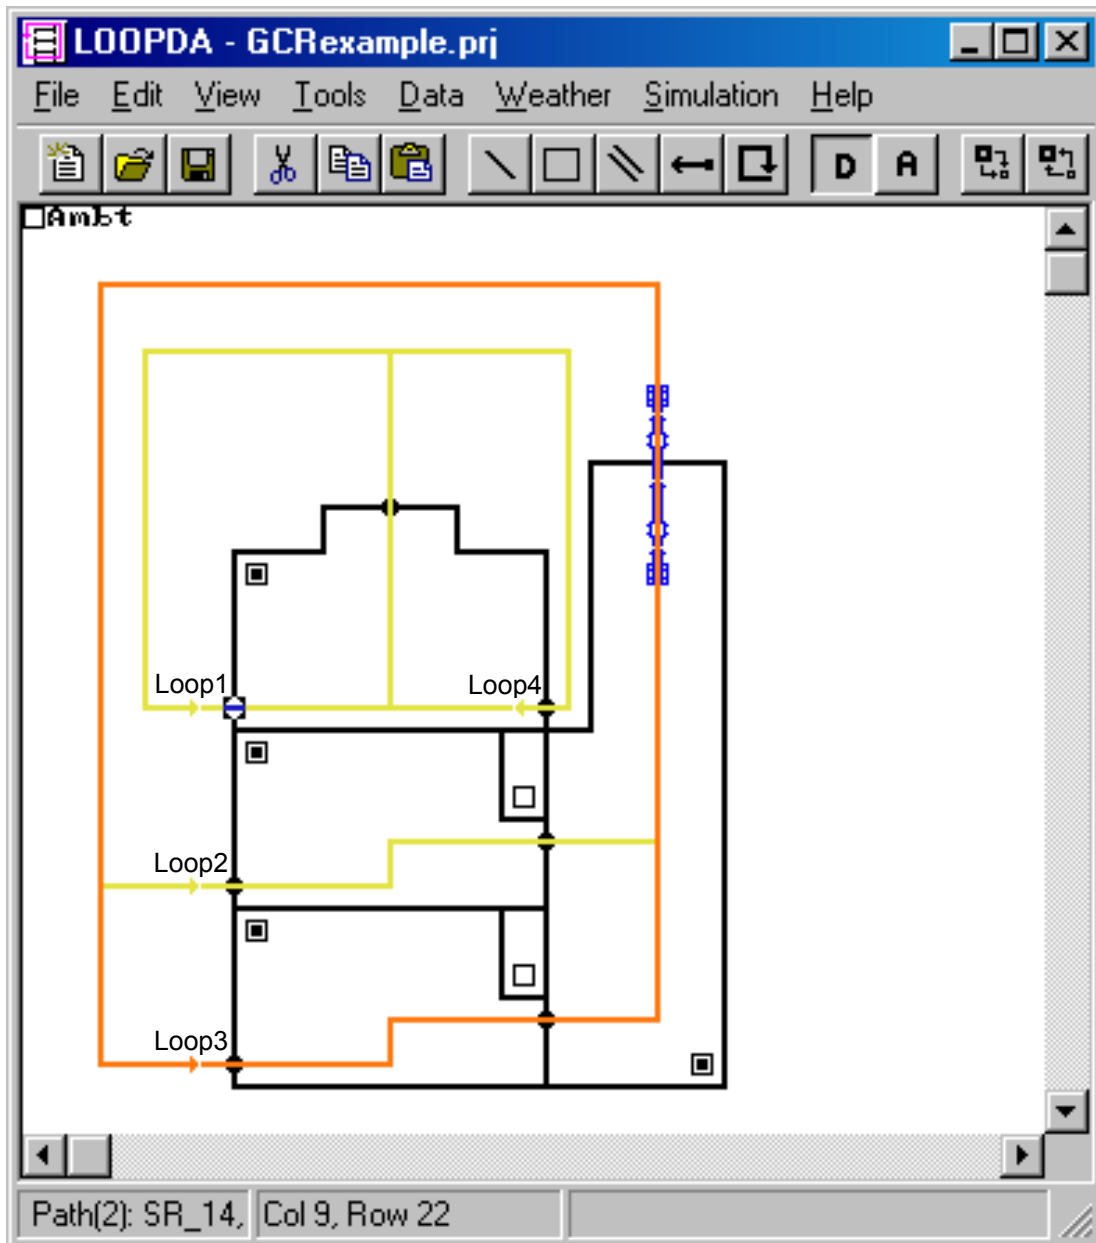 LOOPDA - GCRexample.prj
File Edit View Tools Data Weather Simulation Help
D A
Ambt
Loop1 Loop4
Loop2
Loop3
Path(2): SR_14, Col 9, Row 22